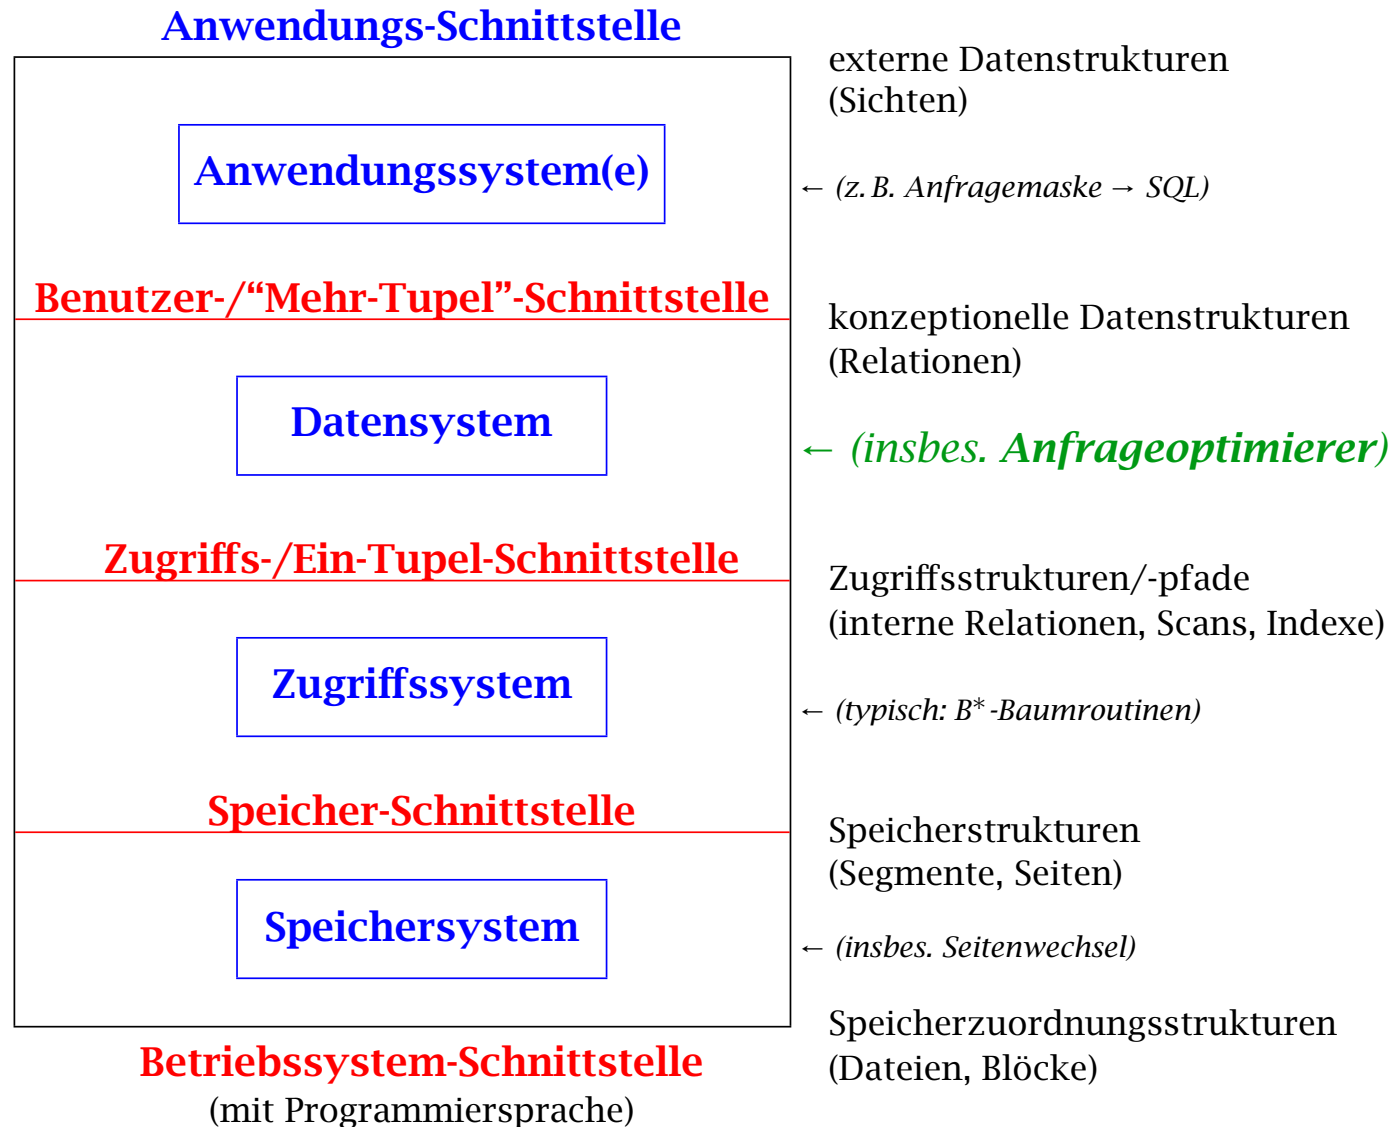 Anwendungs-Schnittstelle
externe Datenstrukturen
(Sichten)
Anwendungssystem(e)
← (z. B. Anfragemaske → SQL)
Benutzer-/“Mehr-Tupel”-Schnittstelle
konzeptionelle Datenstrukturen
(Relationen)
Datensystem
← (insbes. Anfrageoptimierer)
Zugriffs-/Ein-Tupel-Schnittstelle
Zugriffsstrukturen/-pfade
(interne Relationen, Scans, Indexe)
Zugriffssystem
← (typisch: B*-Baumroutinen)
Speicher-Schnittstelle
Speicherstrukturen
(Segmente, Seiten)
Speichersystem
← (insbes. Seitenwechsel)
Speicherzuordnungsstrukturen
(Dateien, Blöcke)
Betriebssystem-Schnittstelle
(mit Programmiersprache)